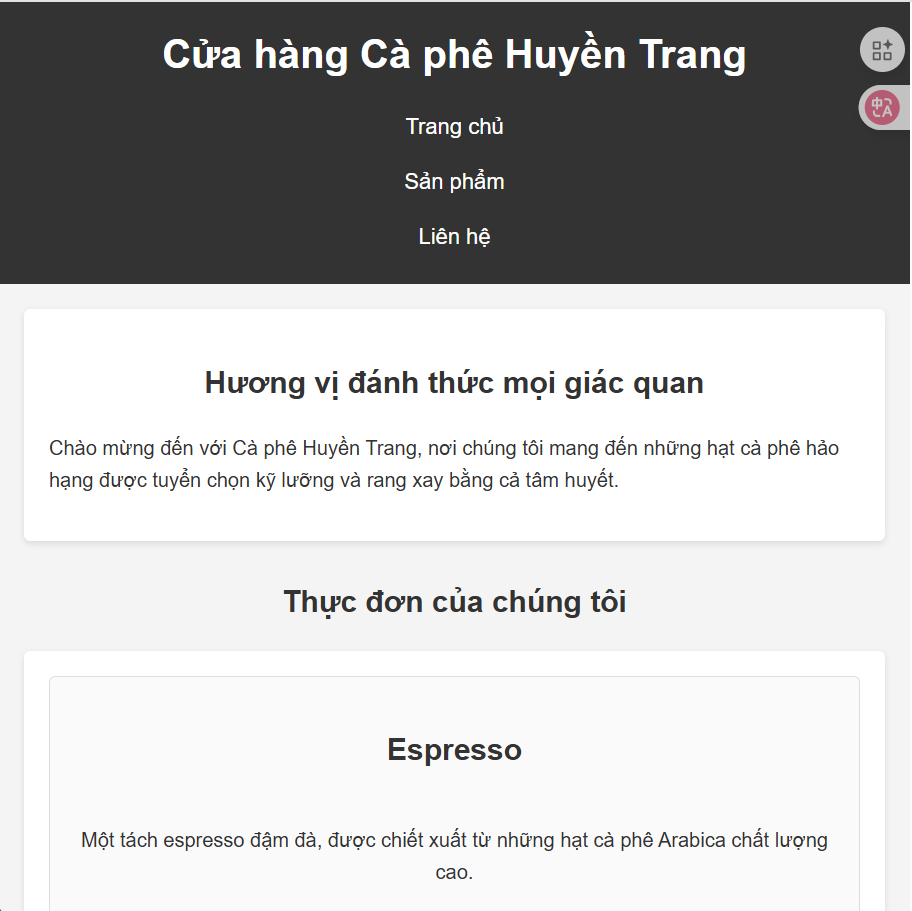 Cửa hàng Cà phê Huyền Trang
Trang chủ
Sản phẩm
Liên hệ
Hương vị đánh thức mọi giác quan
Chào mừng đến với Cà phê Huyền Trang, nơi chúng tôi mang đến những hạt cà phê hảo
hạng được tuyển chọn kỹ lưỡng và rang xay bằng cả tâm huyết.
Thực đơn của chúng tôi
Espresso
Một tách espresso đậm đà, được chiết xuất từ những hạt cà phê Arabica chất lượng
cao.